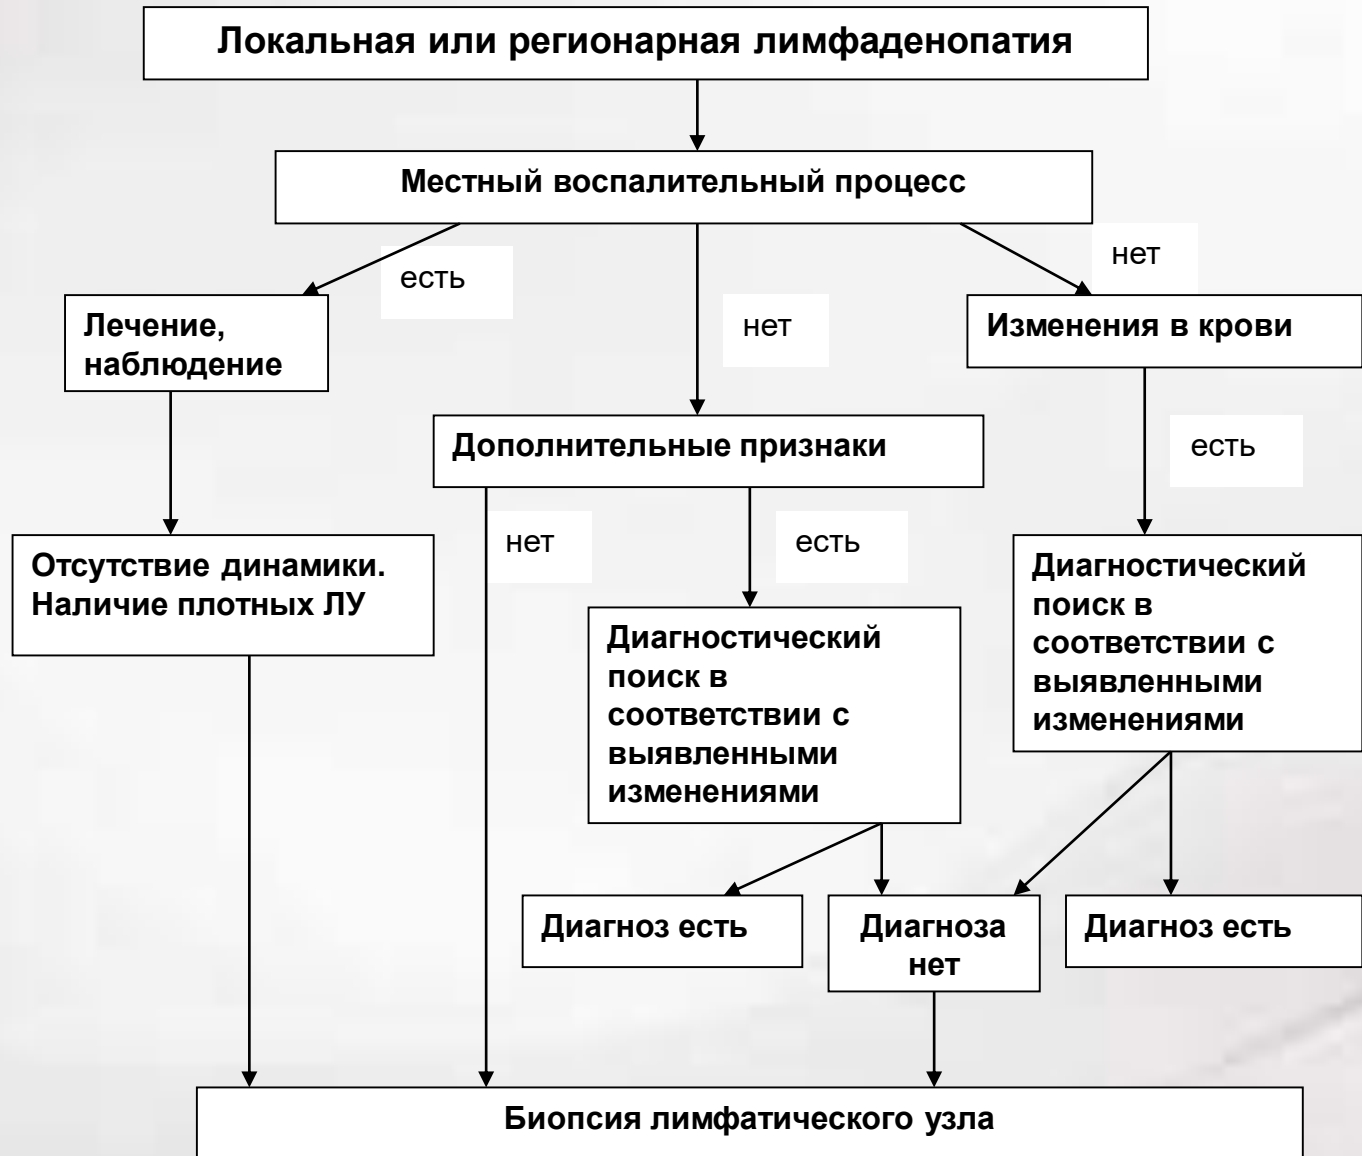 Локальная или регионарная лимфаденопатия
Местный воспалительный процесс
есть
нет
нет
Лечение,
наблюдение
Изменения в крови
Дополнительные признаки
есть
нет
есть
Отсутствие динамики.
Наличие плотных ЛУ
Диагностический
поиск в
соответствии с
выявленными
изменениями
Диагностический
поиск в
соответствии с
выявленными
изменениями
Диагноз есть
Диагноза
нет
Диагноз есть
Биопсия лимфатического узла